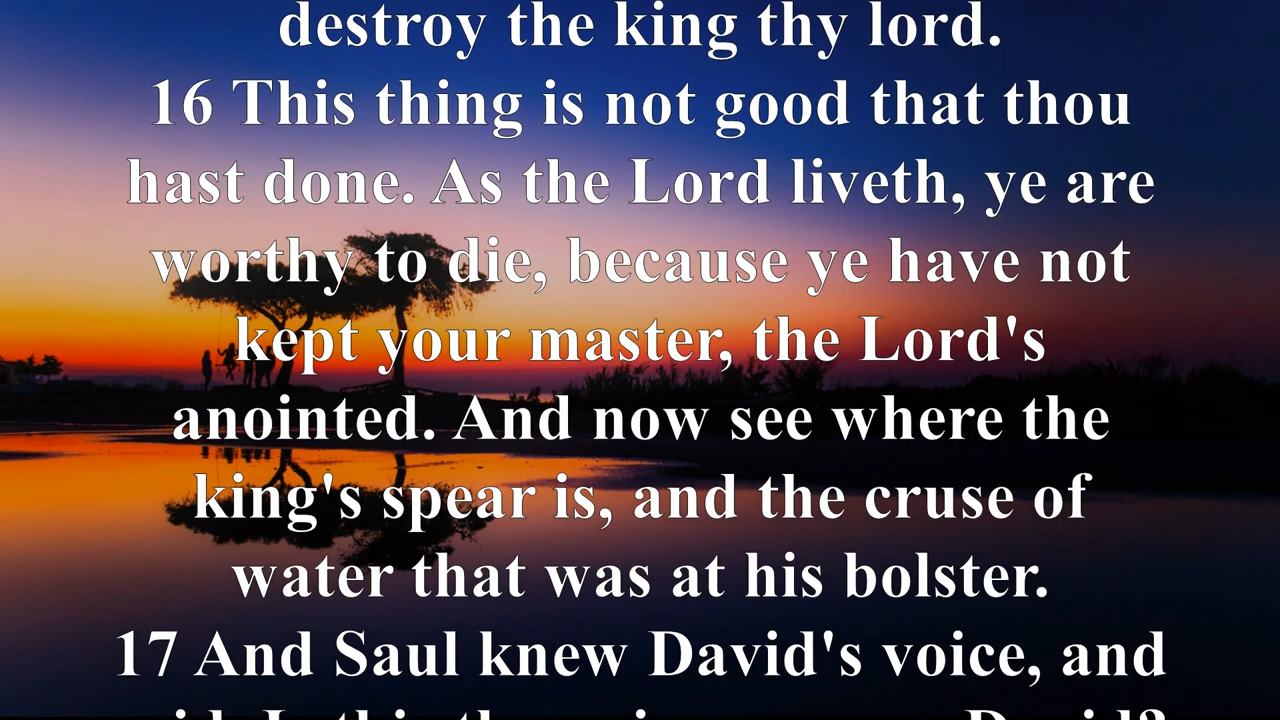 destroy the king thy lord.
16 This thing is not good that thou
hast done. As the Lord liveth, ye are
worthy to die, because ye have not
kept your master, the Lord's
anointed. And now see where the
king's spear is, and the cruse of
water that was at his bolster.
17 And Saul knew David's voice, and